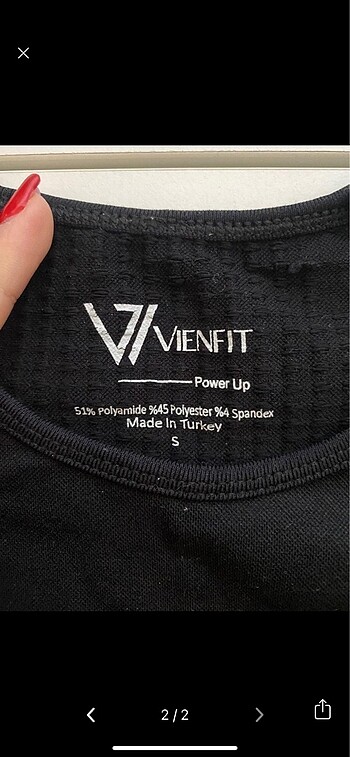 VIENFIT
Power Up
51% Polyamide %45 Polyester %4 Spandex
Made In Turkey
S
2/2